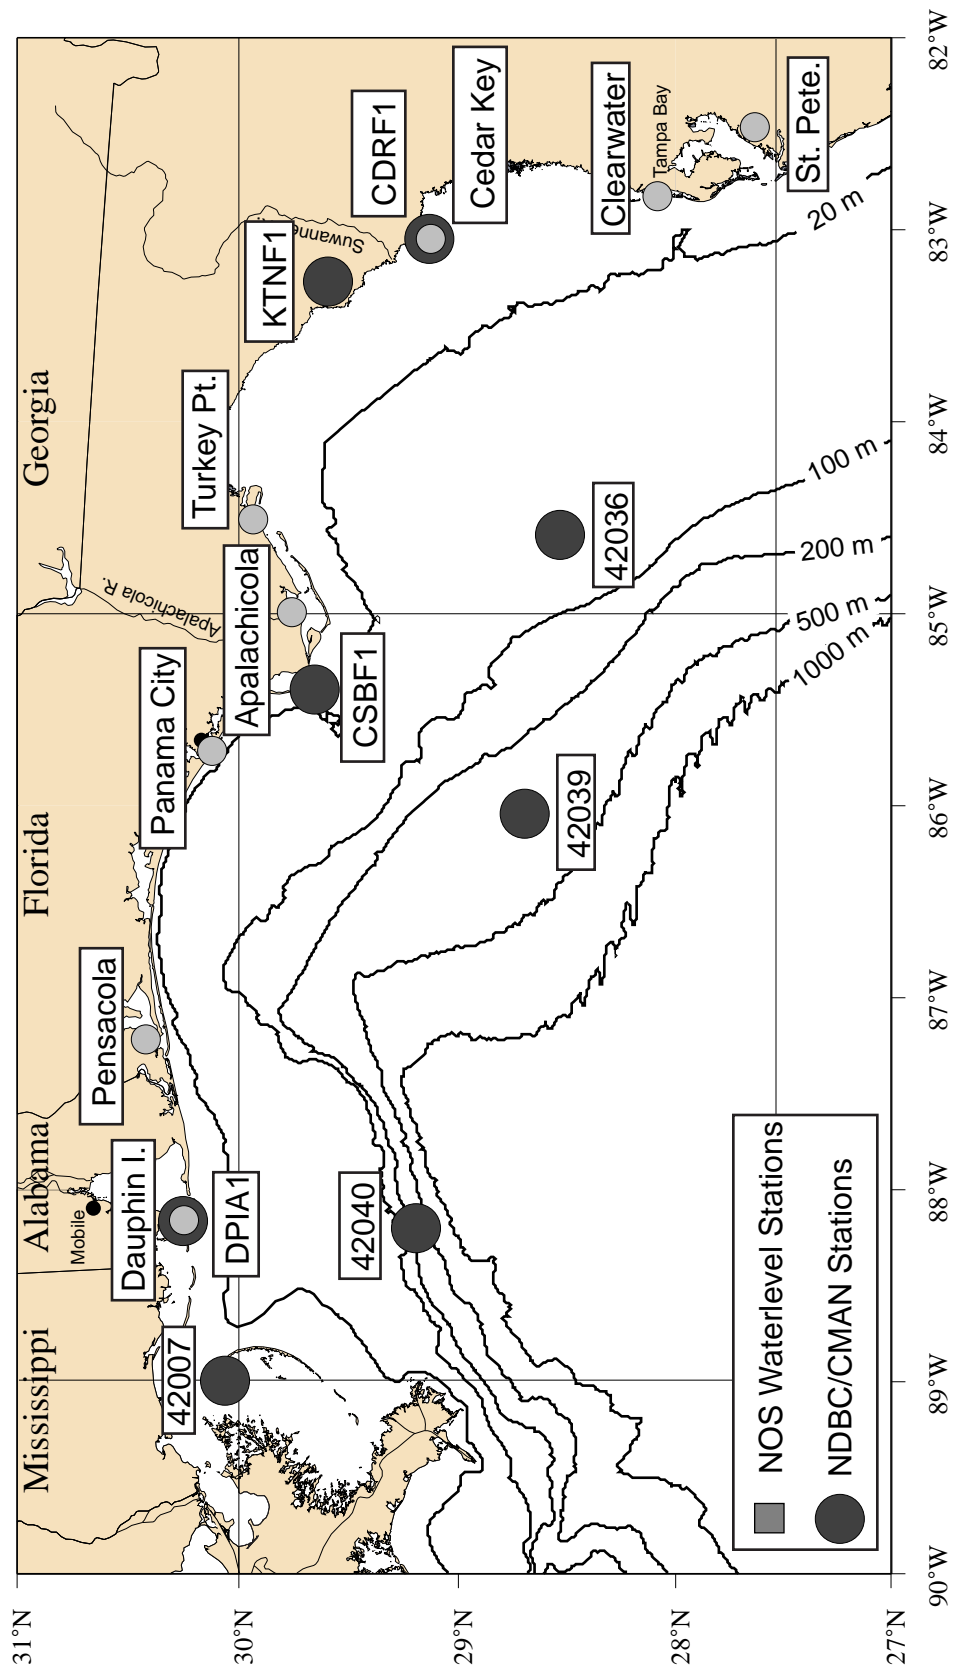 Mississippi
Alabama
Florida
Georgia
Mobile
Dauphin I.
DPIA1
42007
Pensacola
Panama City
Apalachicola R.
Apalachicola
CSBF1
Turkey Pt.
KTNF1
Suwanne
CDRF1
Cedar Key
Clearwater
Tampa Bay
St. Pete.
42040
42039
42036
20 m
100 m
200 m
500 m
1000 m
NOS Waterlevel Stations
NDBC/CMAN Stations
31°N
30°N
29°N
28°N
27°N
90°W
89°W
88°W
87°W
86°W
85°W
84°W
83°W
82°W